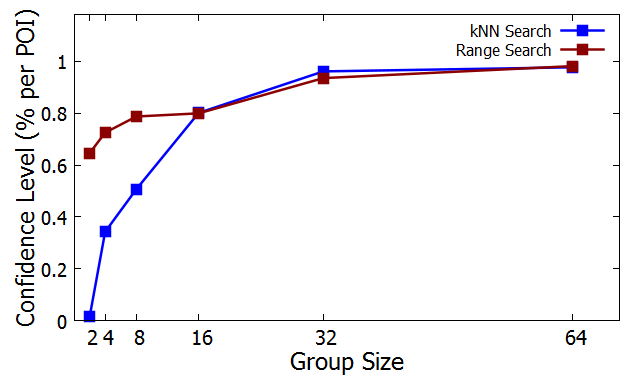 kNN Search
Range Search
Confidence Level (% per POI)
1
0.8
0.6
0.4
0.2
0
2 4 8 16 32 64
Group Size